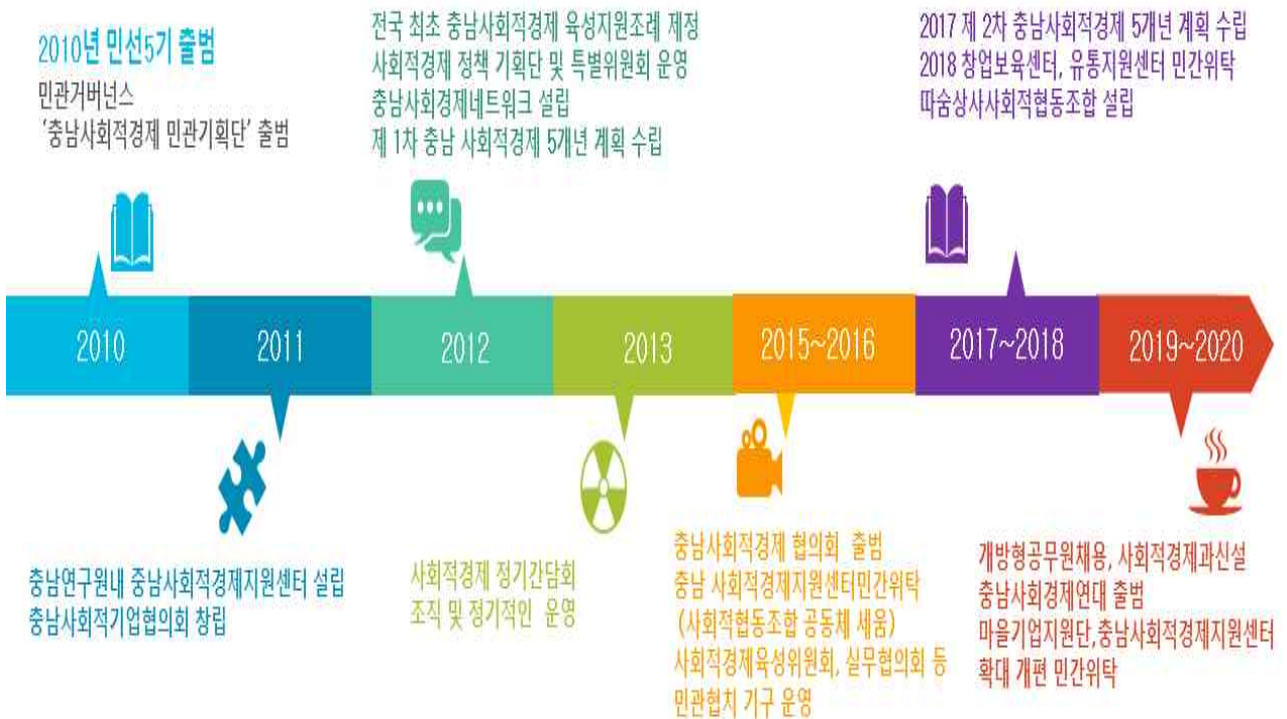 2010년 민선5기 출범
민관거버넌스
'충남사회적경제 민관기획단' 출범
전국 최초 충남사회적경제 육성지원조례 제정
사회적경제 정책 기획단 및 특별위원회 운영
충남사회경제네트워크 설립
제 1차 충남 사회적경제 5개년 계획 수립
2017 제 2차 충남사회적경제 5개년 계획 수립
2018 창업보육센터, 유통지원센터 민간위탁
따숨상사사회적협동조합 설립
2010
2011
2012
2013
2015~2016
2017~2018
2019~2020
충남연구원내 중남사회적경제지원센터 설립
충남사회적기업협의회 창립
사회적경제 정기간담회
조직 및 정기적인 운영
충남사회적경제 협의회 출범
충남 사회적경제지원센터민간위탁
(사회적협동조합 공동체 세움)
사회적경제육성위원회, 실무협의회 등
민관협치 기구 운영
개방형공무원채용, 사회적경제과신설
충남사회경제연대 출범
마을기업지원단,충남사회적경제지원센터
확대 개편 민간위탁